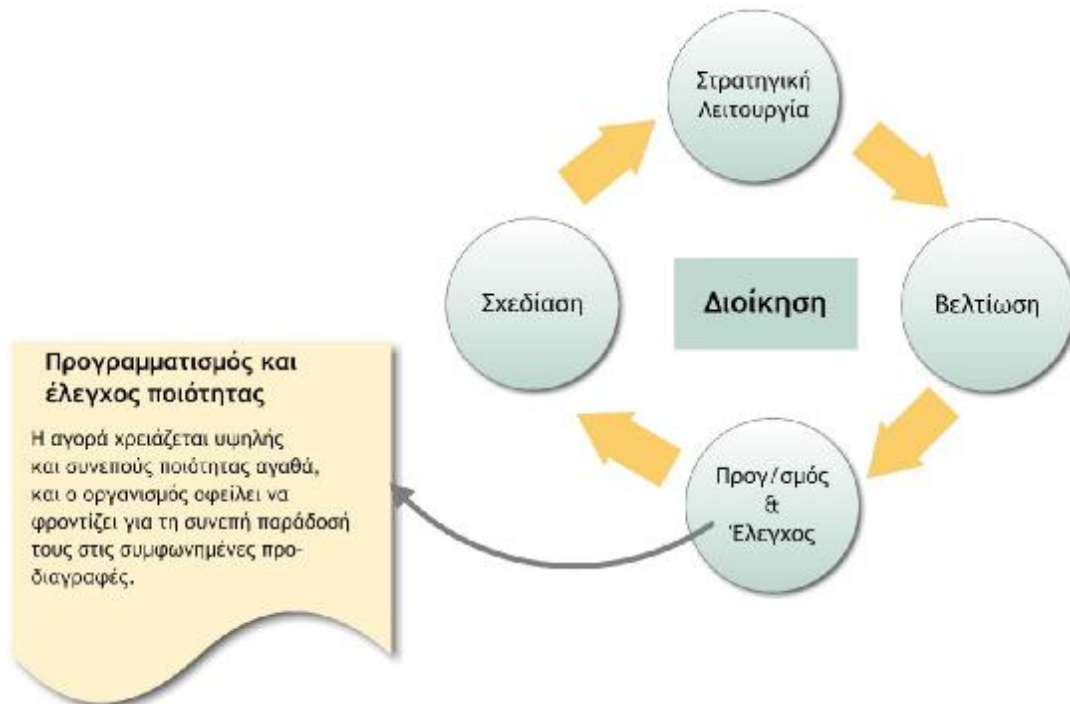 Στρατηγική
Λειτουργία
Σχεδίαση
Διοίκηση
Βελτίωση
Προγραμματισμός και
έλεγχος ποιότητας
Η αγορά χρειάζεται υψηλής
και συνεπούς ποιότητας αγαθά,
και ο οργανισμός οφείλει να
φροντίζει για τη συνεπή παράδοσή
τους στις συμφωνημένες προ-
διαγραφές.
Προγ/σμός
&
Έλεγχος